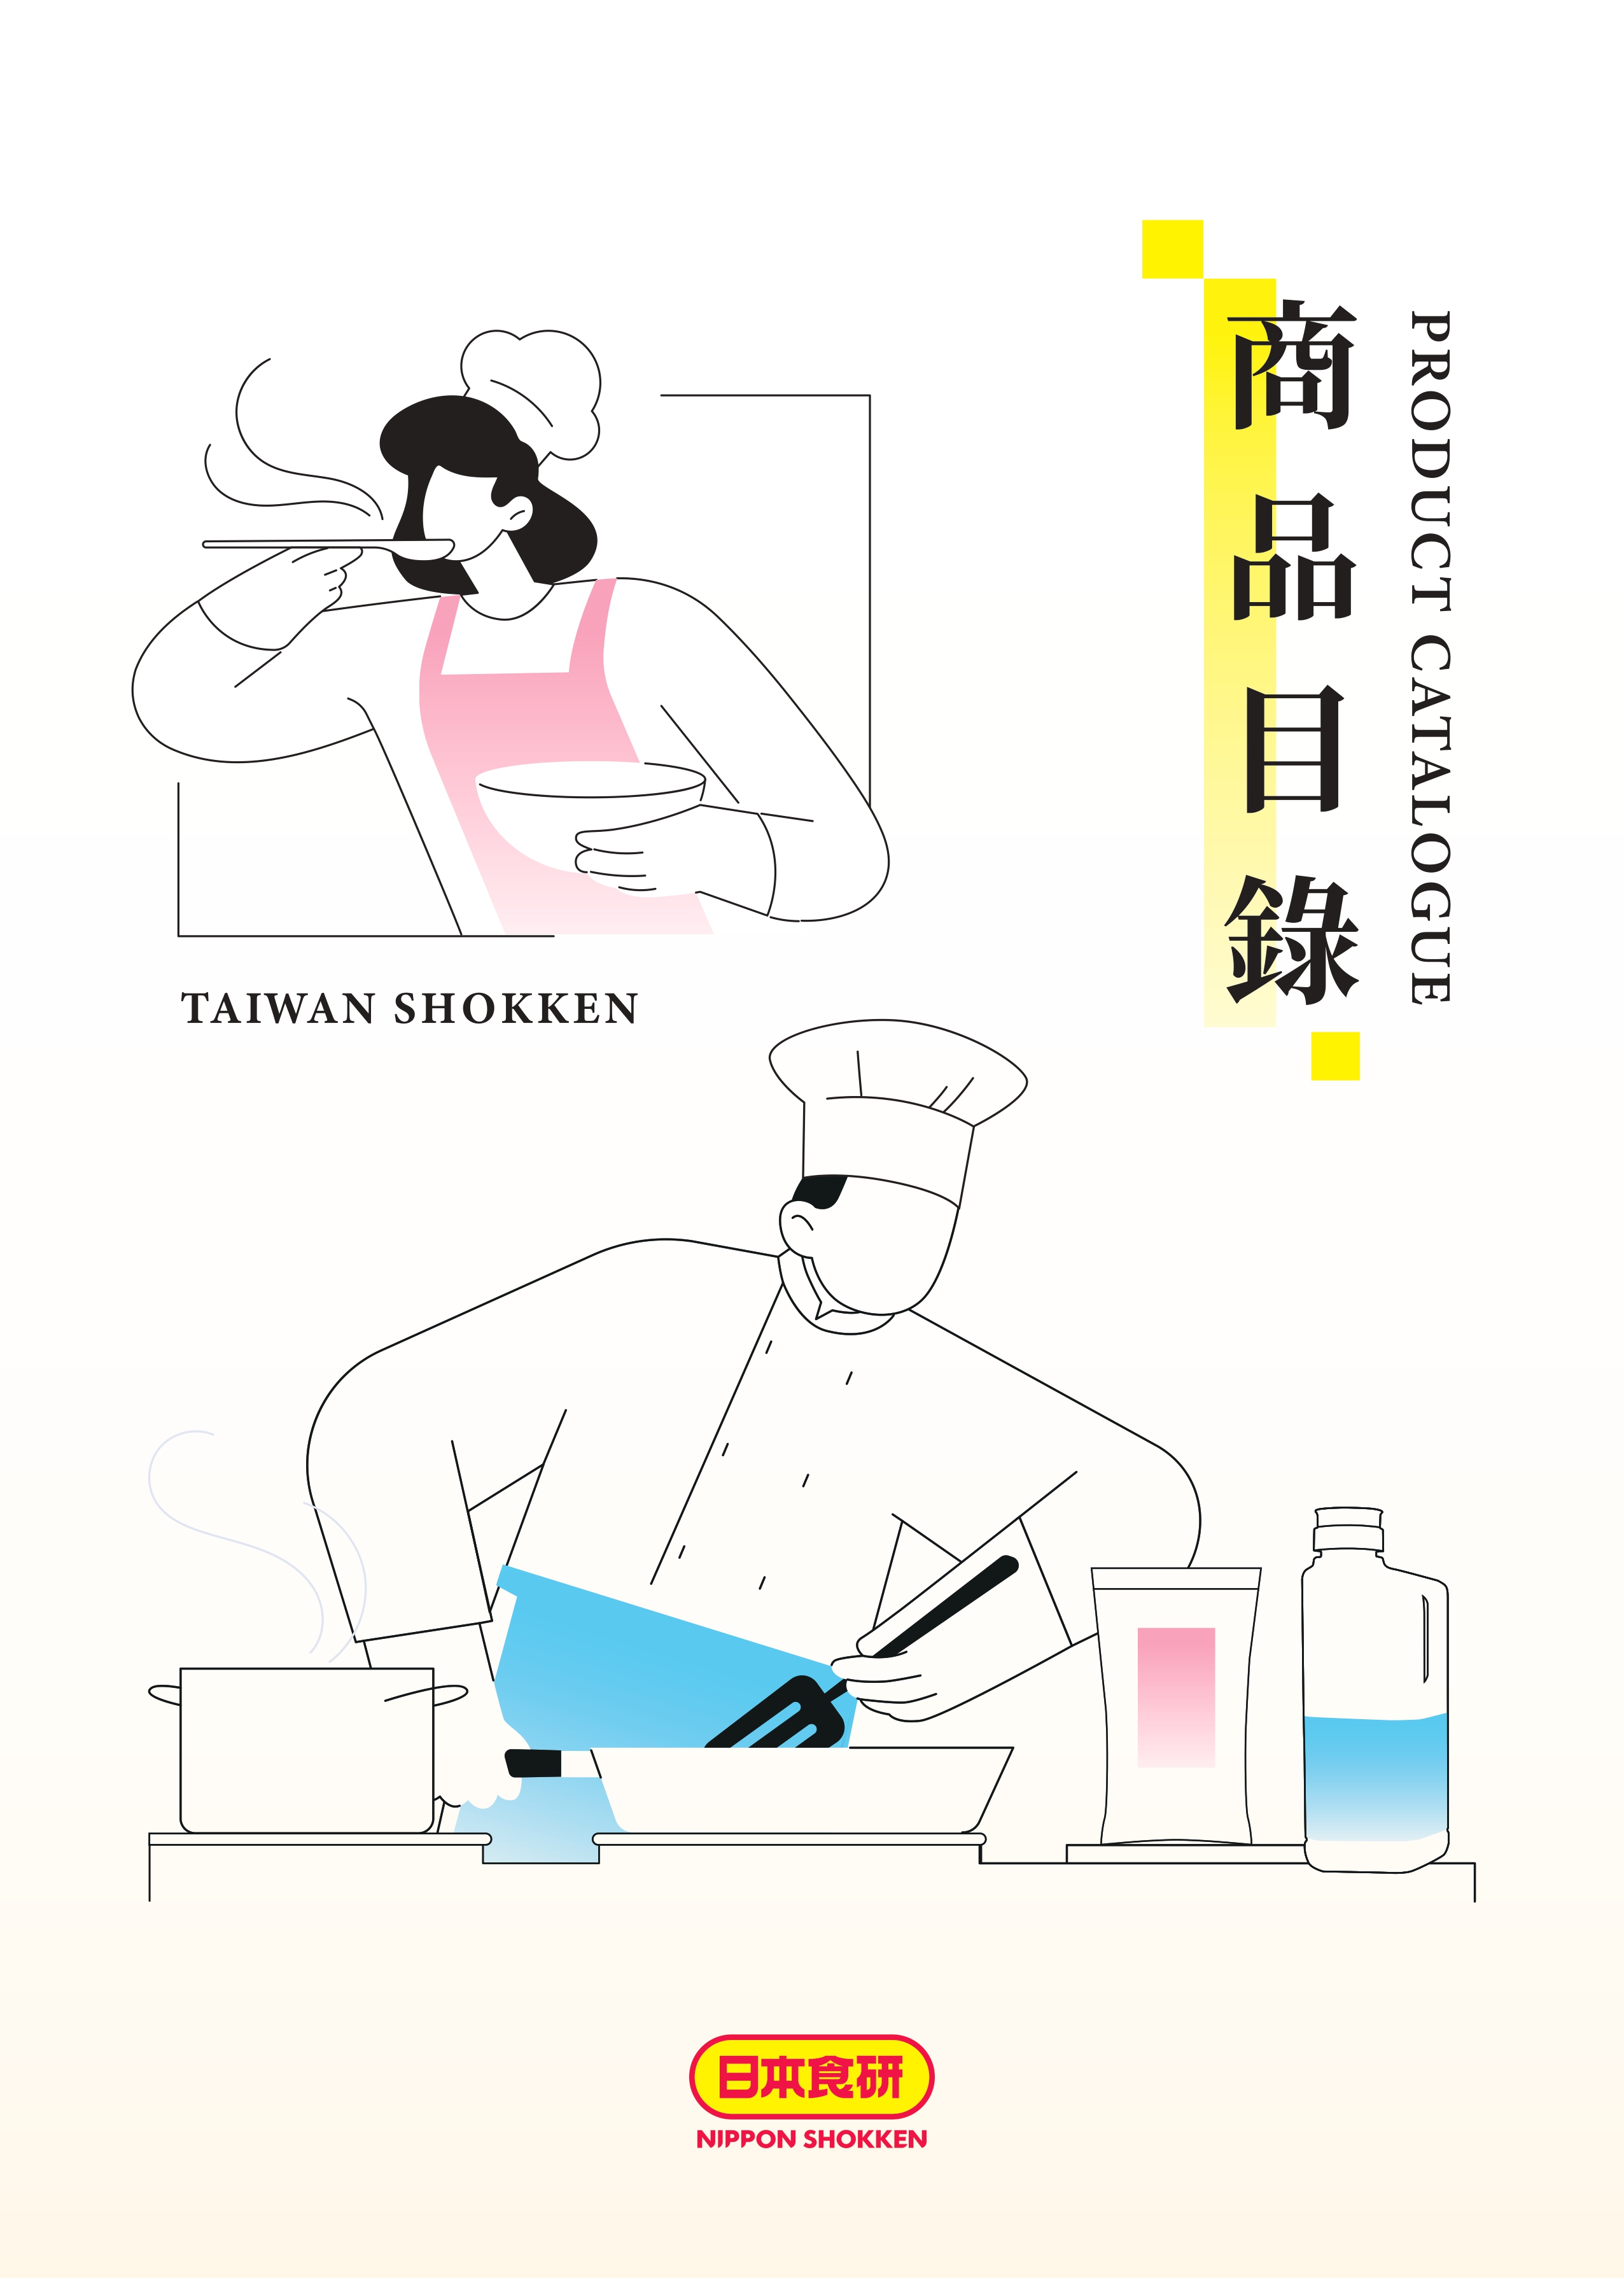 商品目錄
PRODUCT CATALOGUE
TAIWAN SHOKKEN
日本食研
NIPPON SHOKKEN